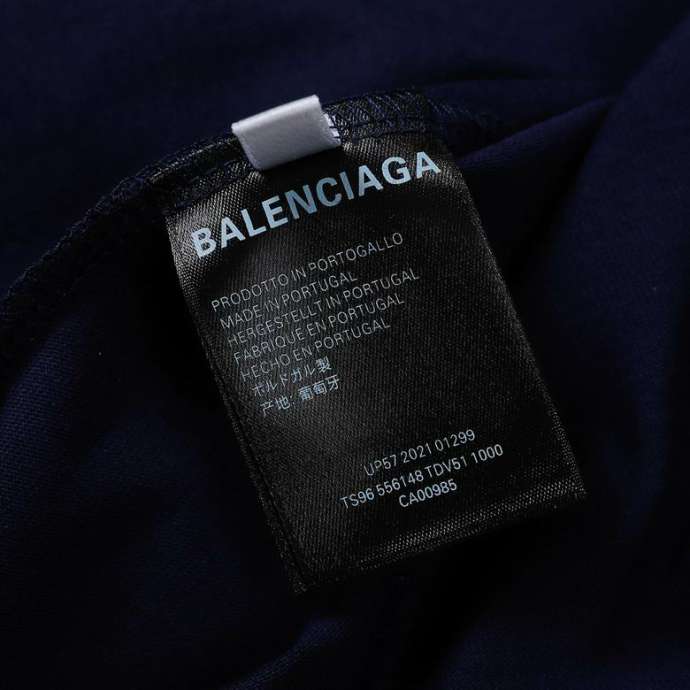 BALENCIAGA
PRODOTTO IN PORTOGALLO
MADE IN PORTUGAL
HERGESTELLT IN PORTUGAL
FABRIQUE EN PORTUGAL
HECHO EN PORTUGAL
ポルトガル製
产地: 葡萄牙
UP57 2021 01299
TS96 556148 TDV51 1000
CA00985